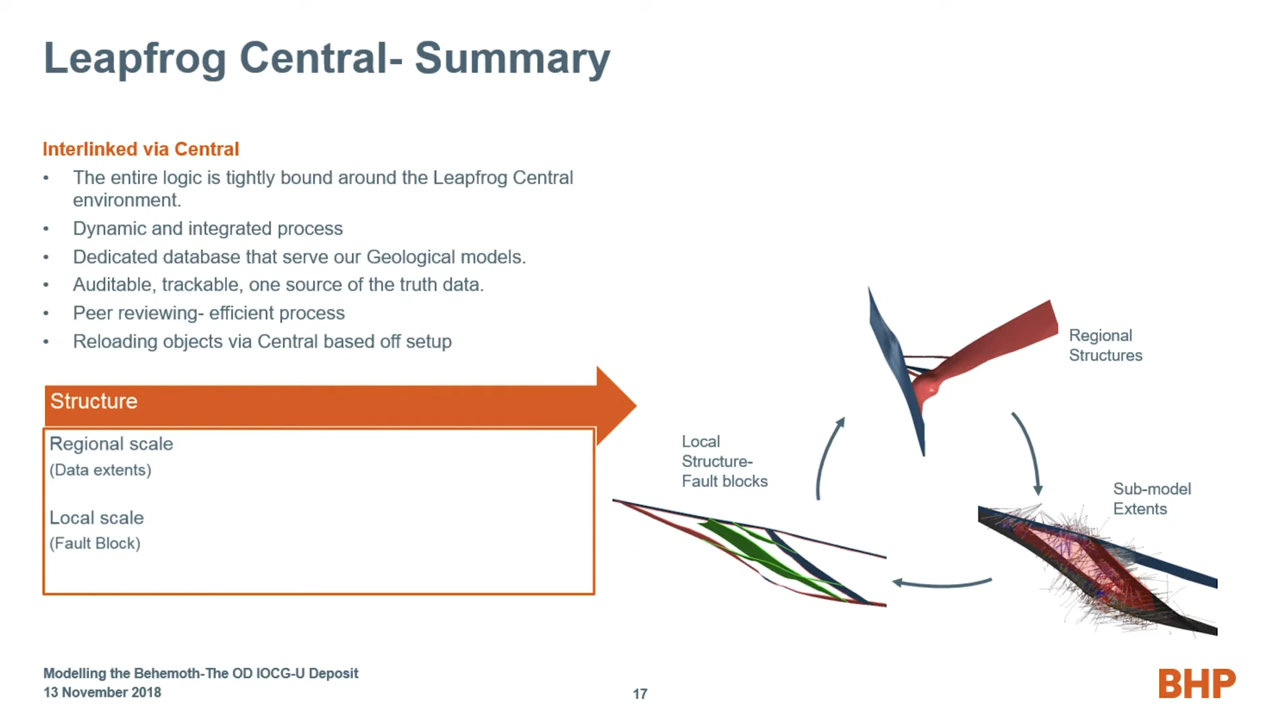 Leapfrog Central- Summary
Interlinked via Central
• The entire logic is tightly bound around the Leapfrog Central
environment.
• Dynamic and integrated process
• Dedicated database that serve our Geological models.
• Auditable, trackable, one source of the truth data.
• Peer reviewing- efficient process
• Reloading objects via Central based off setup
Structure
Regional scale
(Data extents)
Local scale
(Fault Block)
Regional
Structures
Local
Structure-
Fault blocks
Sub-model
Extents
Modelling the Behemoth-The OD IOCG-U Deposit
13 November 2018
17
BHP